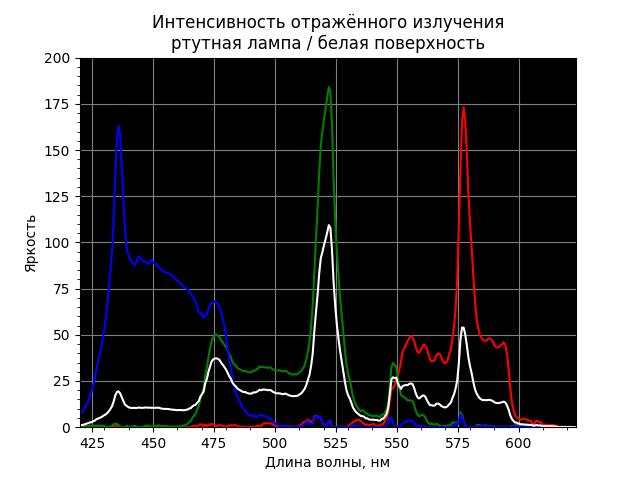 Интенсивность отражённого излучения
ртутная лампа / белая поверхность
Яркость
200
175
150
125
100
75
50
25
0
425 450 475 500 525 550 575 600
Длина волны, нм